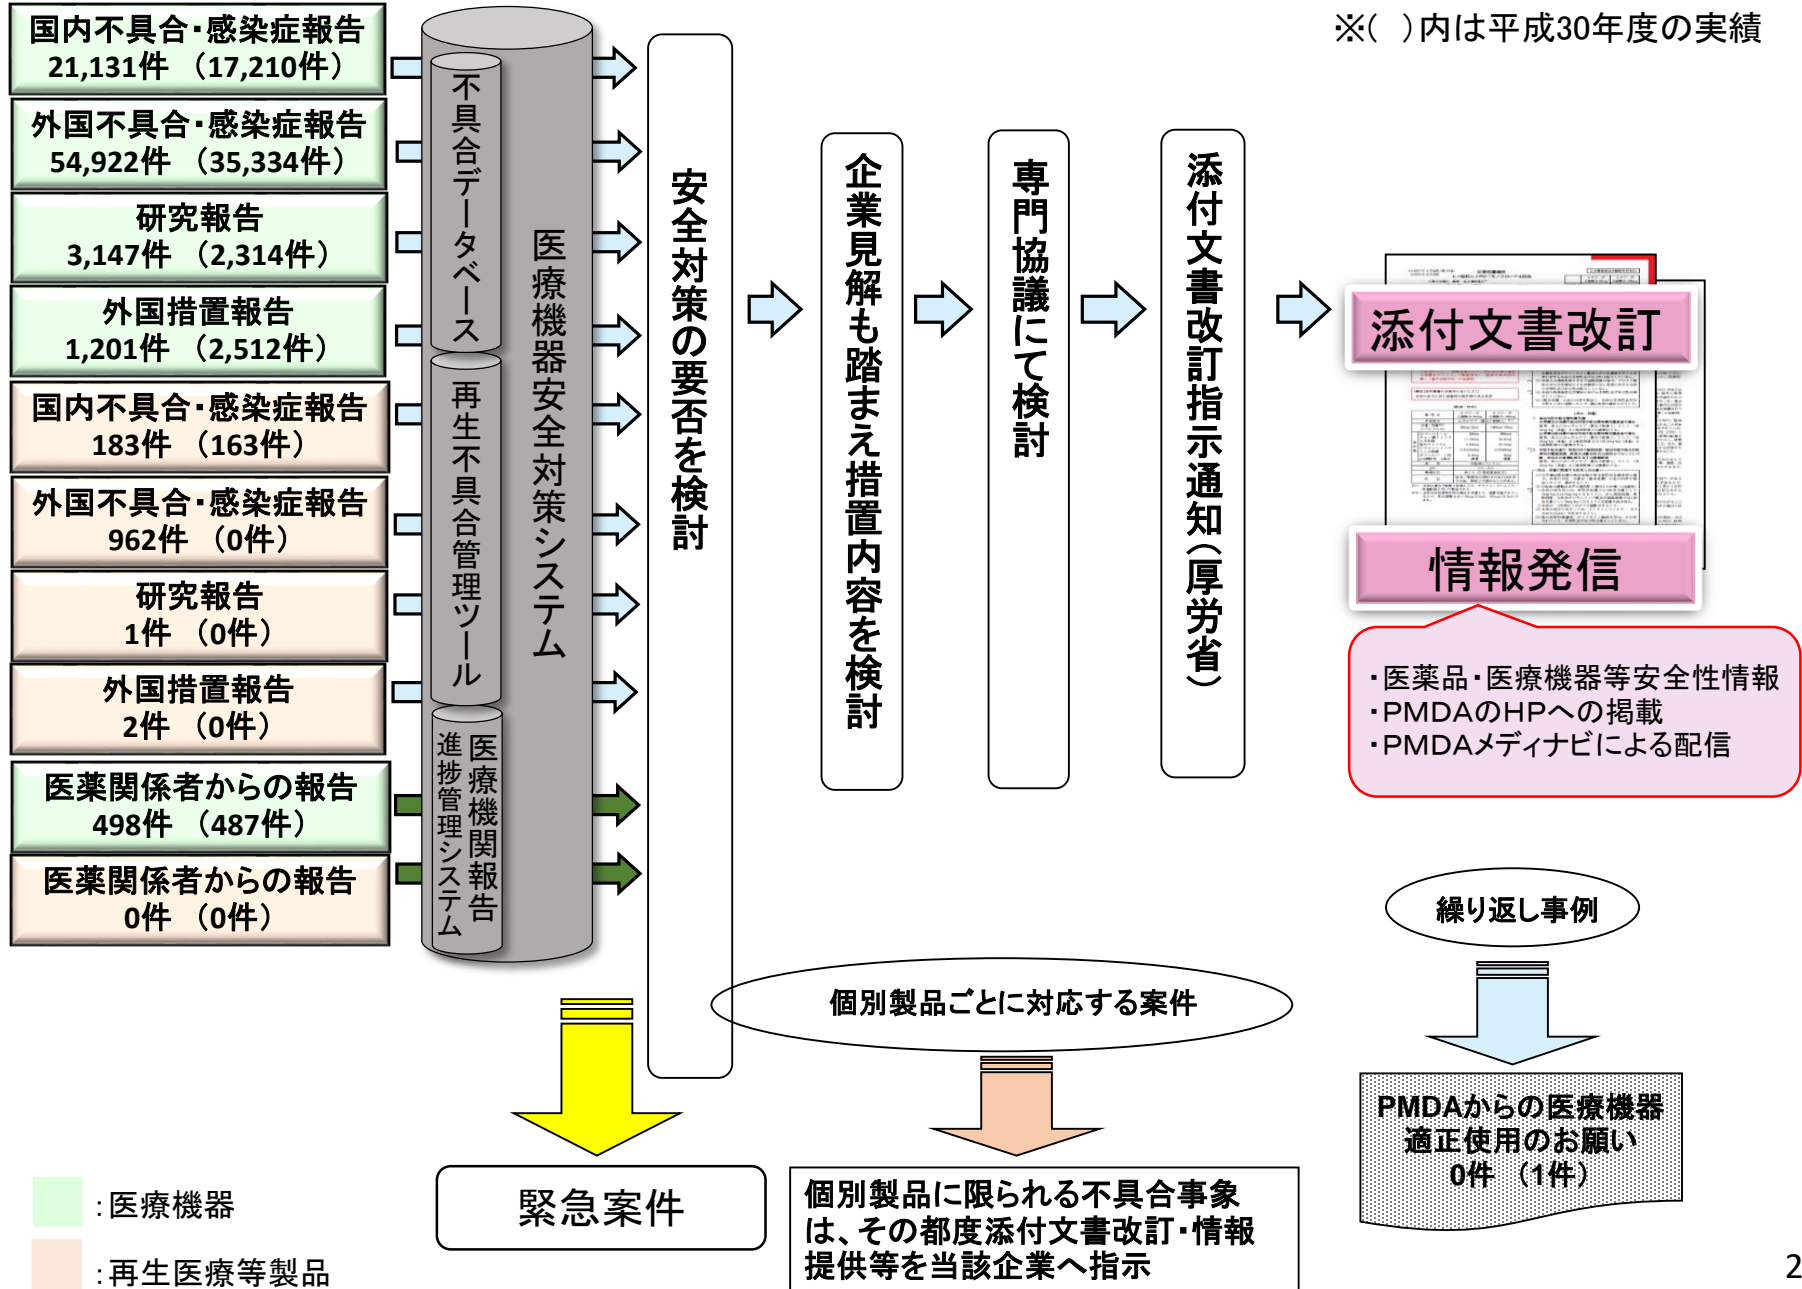 ※(　)内は平成30年度の実績
国内不具合・感染症報告
21,131件 （17,210件）
外国不具合・感染症報告
54,922件 （35,334件）
研究報告
3,147件 （2,314件）
外国措置報告
1,201件 （2,512件）
国内不具合・感染症報告
183件 （163件）
外国不具合・感染症報告
962件 （0件）
研究報告
1件 （0件）
外国措置報告
2件 （0件）
医薬関係者からの報告
498件 （487件）
医薬関係者からの報告
0件 （0件）
不具合データベース
再生不具合管理ツール
医療機関報告
進捗管理システム
医療機器安全対策システム
安全対策の要否を検討
企業見解も踏まえ措置内容を検討
専門協議にて検討
添付文書改訂指示通知（厚労省）
添付文書改訂
情報発信
・医薬品・医療機器等安全性情報
・PMDAのHPへの掲載
・PMDAメディナビによる配信
繰り返し事例
個別製品ごとに対応する案件
PMDAからの医療機器
適正使用のお願い
0件 （1件）
緊急案件
個別製品に限られる不具合事象
は、その都度添付文書改訂・情報
提供等を当該企業へ指示
：医療機器
：再生医療等製品
2